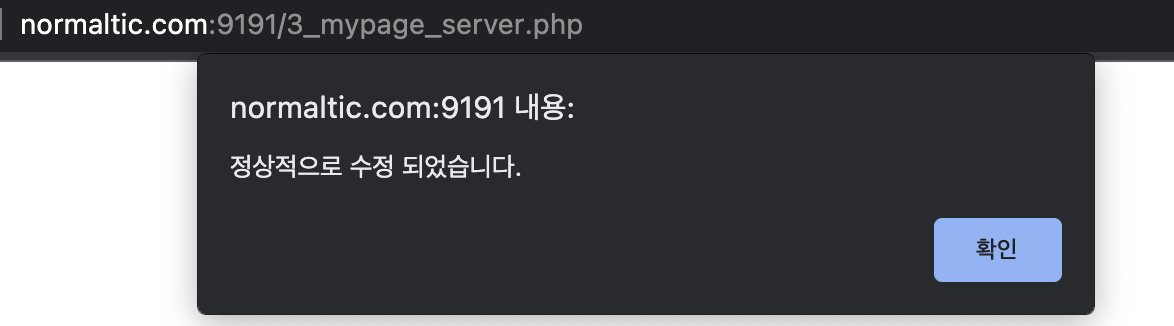 normaltic.com:9191/3_mypage_server.php
normaltic.com:9191 내용:
정상적으로 수정 되었습니다.
확인